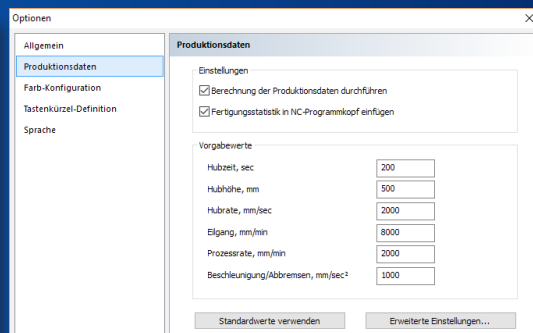 Optionen
Allgemein
Produktionsdaten
Farb-Konfiguration
Tastenkürzel-Definition
Sprache
Produktionsdaten
Einstellungen
Berechnung der Produktionsdaten durchführen
Fertigungsstatistik in NC-Programmkopf einfügen
Vorgabewerte
Hubzeit, sec 200
Hubhöhe, mm 500
Hubrate, mm/sec 2000
Eilgang, mm/min 8000
Prozessrate, mm/min 2000
Beschleunigung/Abbremsen, mm/sec² 1000
Standardwerte verwenden Erweiterte Einstellungen...